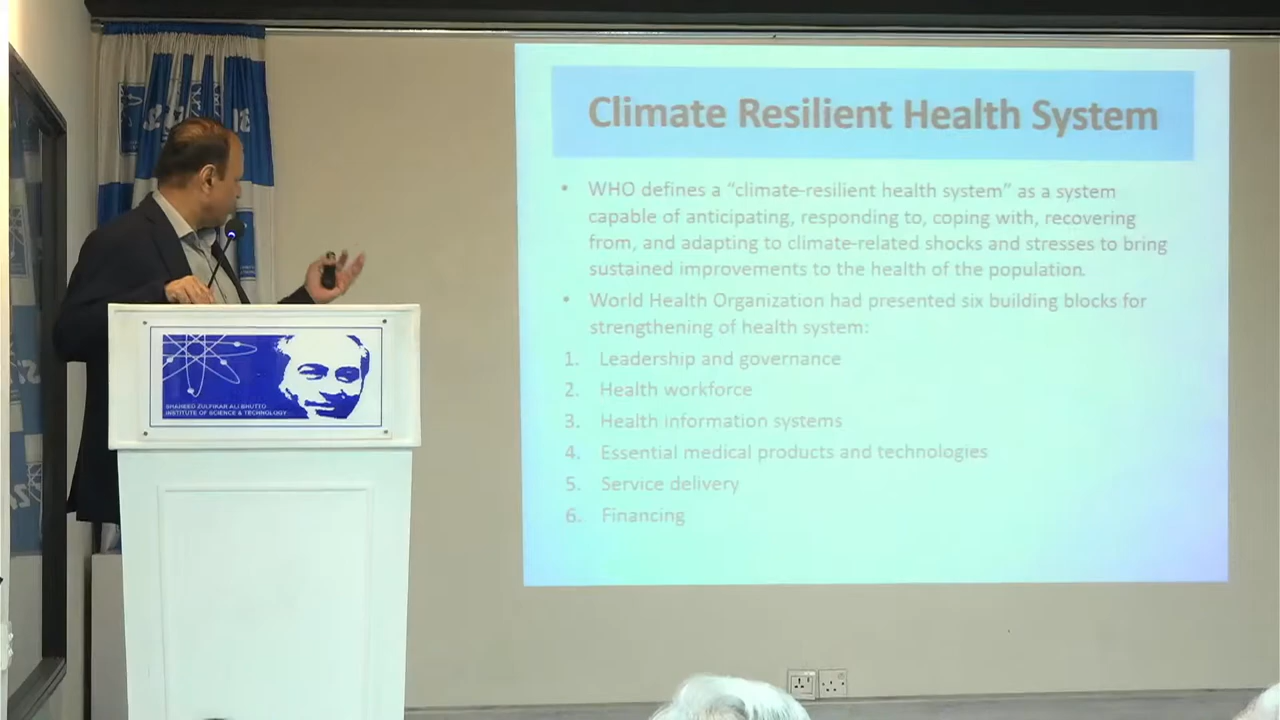 Climate Resilient Health System
• WHO defines a “climate-resilient health system” as a system
capable of anticipating, responding to, coping with, recovering
from, and adapting to climate-related shocks and stresses to bring
sustained improvements to the health of the population.
• World Health Organization had presented six building blocks for
strengthening of health system:
1. Leadership and governance
2. Health workforce
3. Health information systems
4. Essential medical products and technologies
5. Service delivery
6. Financing
SHAHEED ZULFIKAR ALI BHUTTO
INSTITUTE OF SCIENCE & TECHNOLOGY